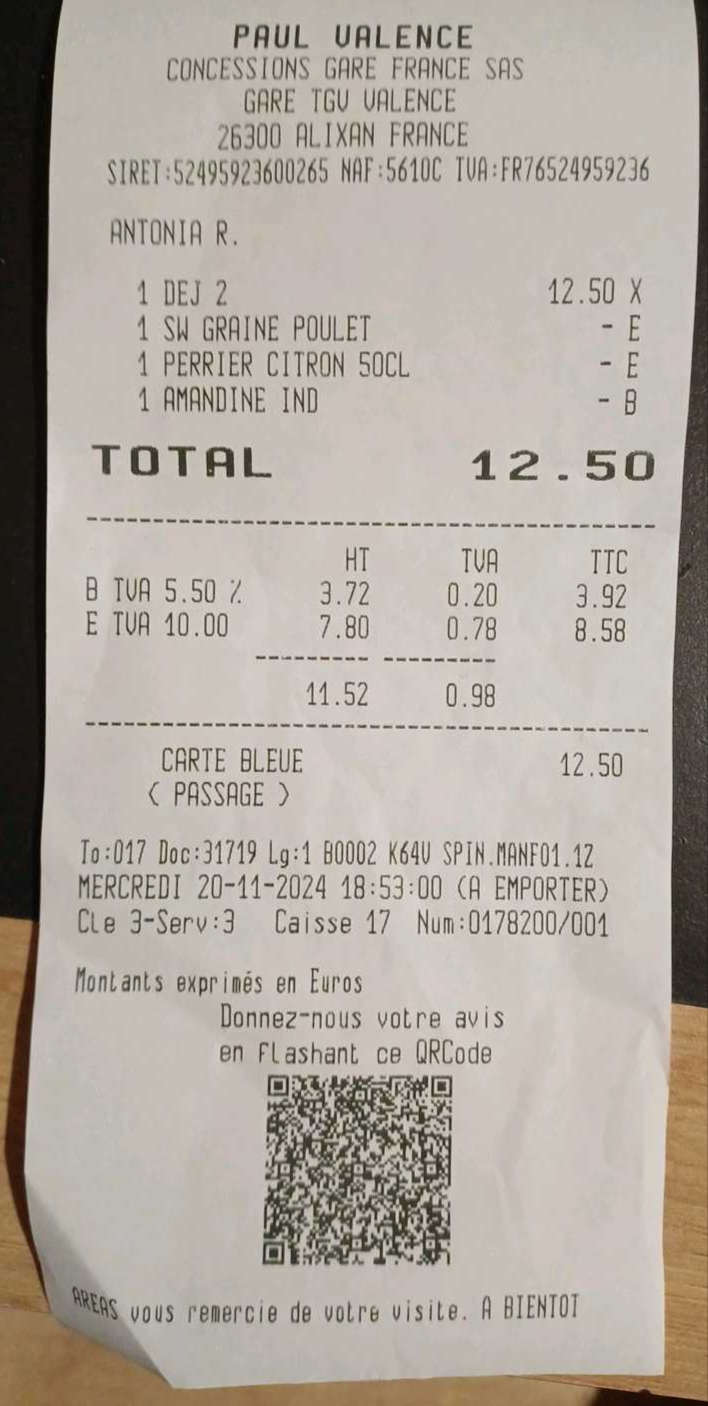 PAUL VALENCE
CONCESSIONS GARE FRANCE SAS
GARE TGV VALENCE
26300 ALIXAN FRANCE
SIRET:52495923600265 NAF:5610C TVA:FR76524959236
ANTONIA R.
1 DEJ 2 12.50 X
1 SW GRAINE POULET - E
1 PERRIER CITRON 50CL - E
1 AMANDINE IND - B
TOTAL 12.50
HT TVA TTC
B TVA 5.50 % 3.72 0.20 3.92
E TVA 10.00 7.80 0.78 8.58
11.52 0.98
CARTE BLEUE 12.50
( PASSAGE )
To:017 Doc:31719 Lg:1 B0002 K64V SPIN.MANF01.1Z
MERCREDI 20-11-2024 18:53:00 (A EMPORTER)
Cle 3-Serv:3 Caisse 17 Num:0178200/001
Montants exprimés en Euros
Donnez-nous votre avis
en flashant ce QRCode
AREAS vous remercie de votre visite. A BIENTOT